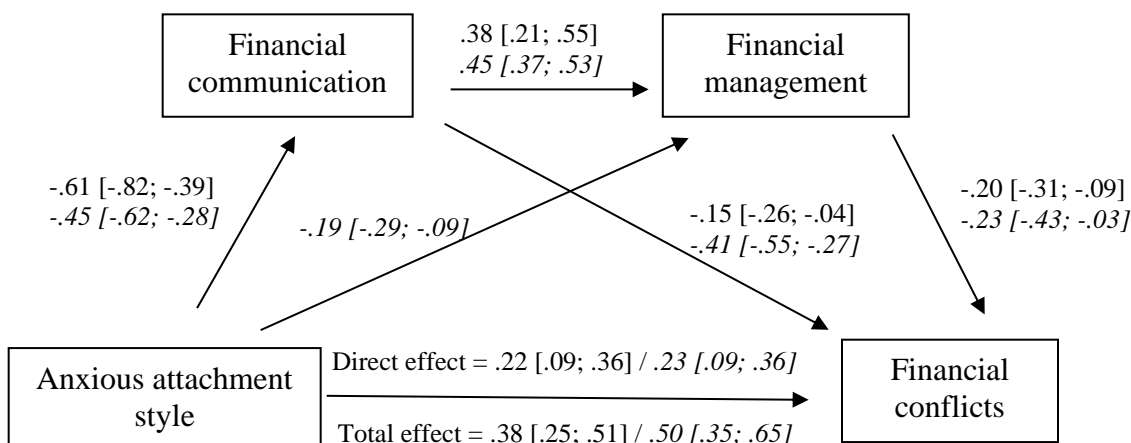 Financial
communication
.38 [.21; .55]
.45 [.37; .53]
Financial
management
-.61 [-.82; -.39]
-.45 [-.62; -.28]
-.19 [-.29; -.09]
-.15 [-.26; -.04]
-.41 [-.55; -.27]
-.20 [-.31; -.09]
-.23 [-.43; -.03]
Anxious attachment
style
Direct effect = .22 [.09; .36] / .23 [.09; .36]
Total effect = .38 [.25; .51] / .50 [.35; .65]
Financial
conflicts